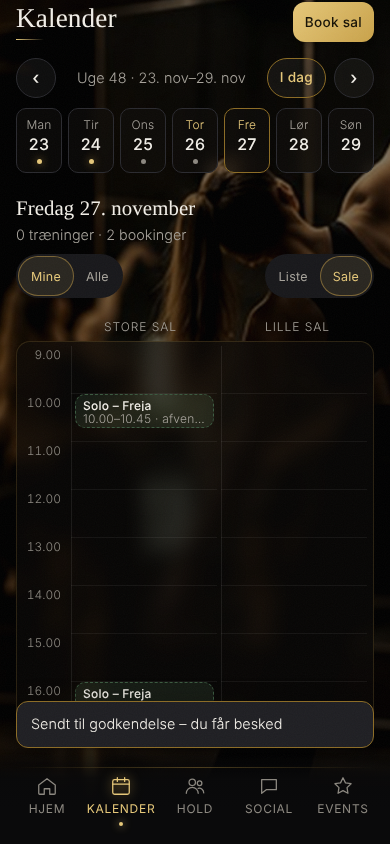 Kalender
Book sal
‹
Uge 48 · 23. nov–29. nov
I dag
›
Man Tir Ons Tor Fre Lør Søn
23 24 25 26 27 28 29
Fredag 27. november
0 træninger · 2 bookinger
Mine Alle
Liste Sale
STORE SAL LILLE SAL
9.00
10.00
Solo – Freja
10.00–10.45 · afven...
11.00
12.00
13.00
14.00
15.00
16.00
Solo – Freja
Sendt til godkendelse – du får besked
HJEM KALENDER HOLD SOCIAL EVENTS